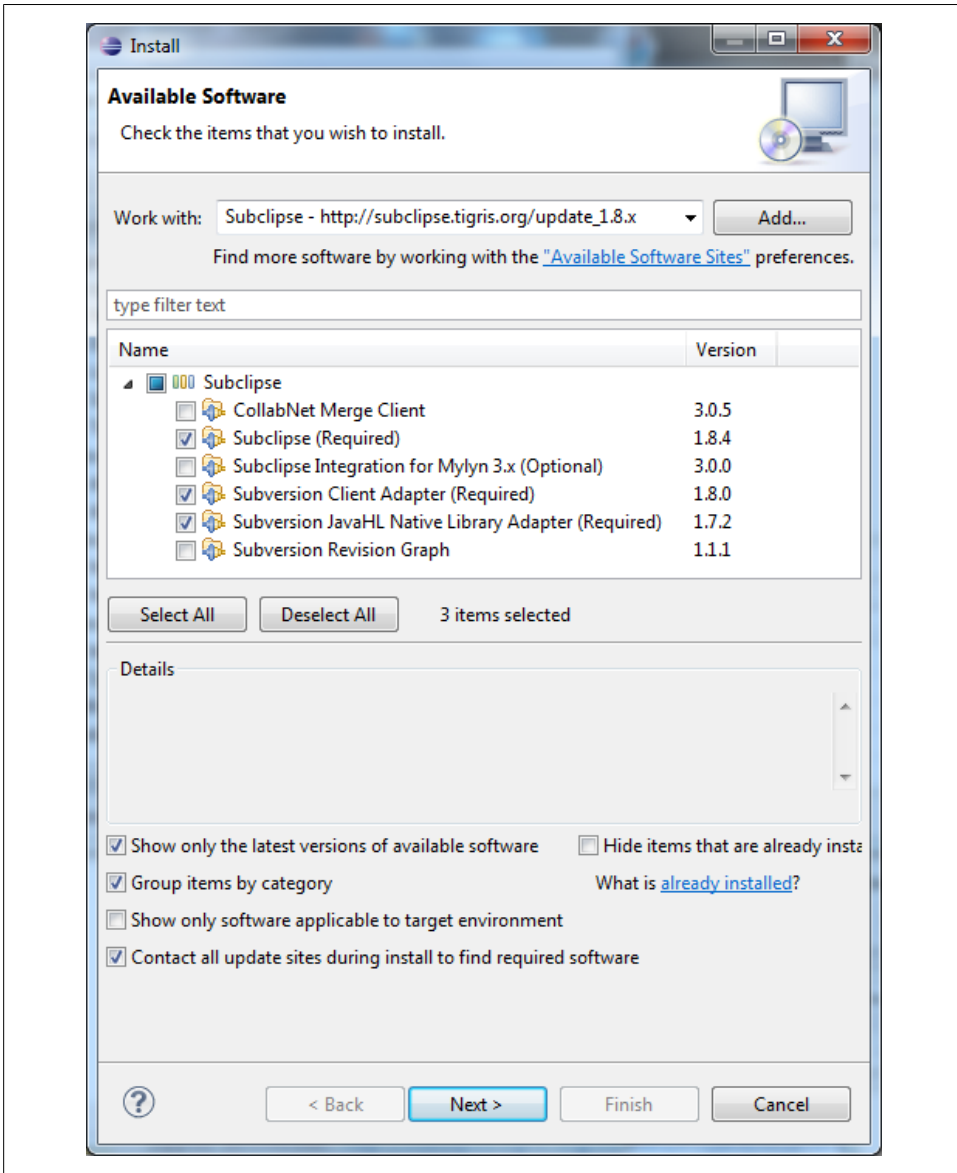 Install
Available Software
Check the items that you wish to install.
Work with: Subclipse - http://subclipse.tigris.org/update_1.8.x Add...
Find more software by working with the "Available Software Sites" preferences.
type filter text
Name Version
Subclipse
CollabNet Merge Client 3.0.5
Subclipse (Required) 1.8.4
Subclipse Integration for Mylyn 3.x (Optional) 3.0.0
Subversion Client Adapter (Required) 1.8.0
Subversion JavaHL Native Library Adapter (Required) 1.7.2
Subversion Revision Graph 1.1.1
Select All Deselect All 3 items selected
Details
Show only the latest versions of available software Hide items that are already insta
Group items by category What is already installed?
Show only software applicable to target environment
Contact all update sites during install to find required software
? < Back Next > Finish Cancel